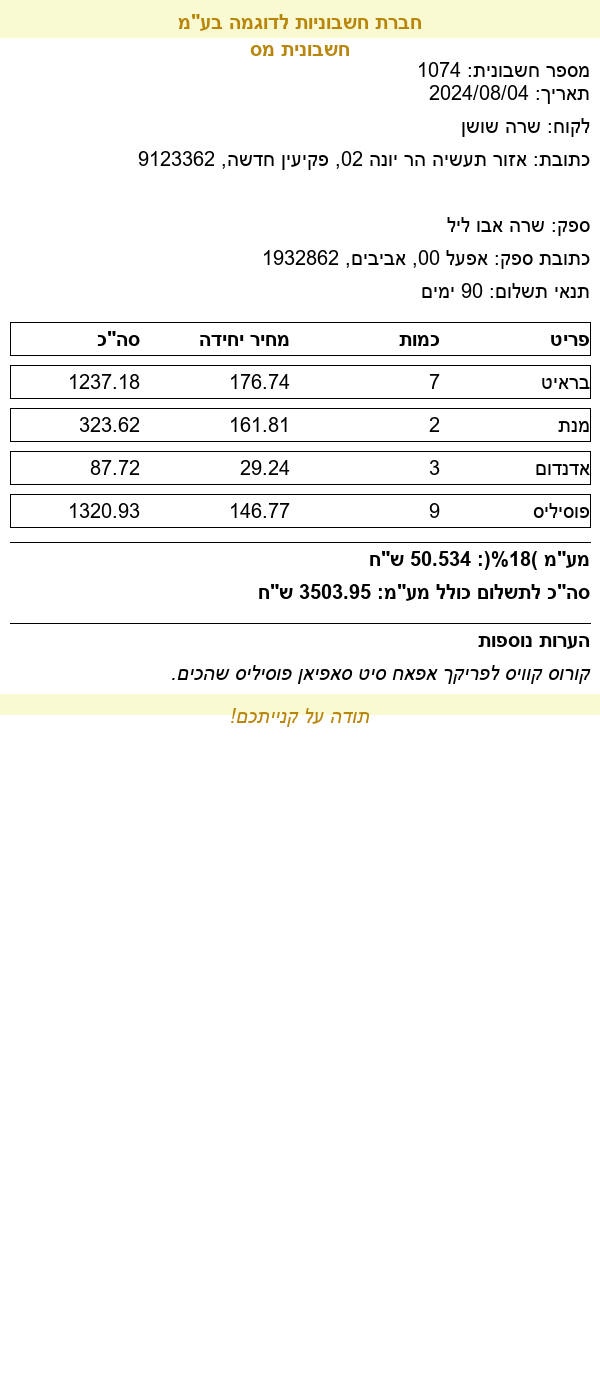 חברת חשבוניות לדוגמה בע"מ
חשבונית מס
מספר חשבונית: 1074
תאריך: 2024/08/04
לקוח: שרה שושן
כתובת: אזור תעשיה הר יונה 02, פקיעין חדשה, 9123362
ספק: שרה אבו ליל
כתובת ספק: אפעל 00, אביבים, 1932862
תנאי תשלום: 90 ימים
פריט כמות מחיר יחידה סה"כ
בראיט 7 176.74 1237.18
מנת 2 161.81 323.62
אדנדום 3 29.24 87.72
פוסיליס 9 146.77 1320.93
מע"מ )18%(: 50.534 ש"ח
סה"כ לתשלום כולל מע"מ: 3503.95 ש"ח
הערות נוספות
קורוס קוויס לפריקך אפאח סיט סאפיאן פוסיליס שהכים.
תודה על קנייתכם!